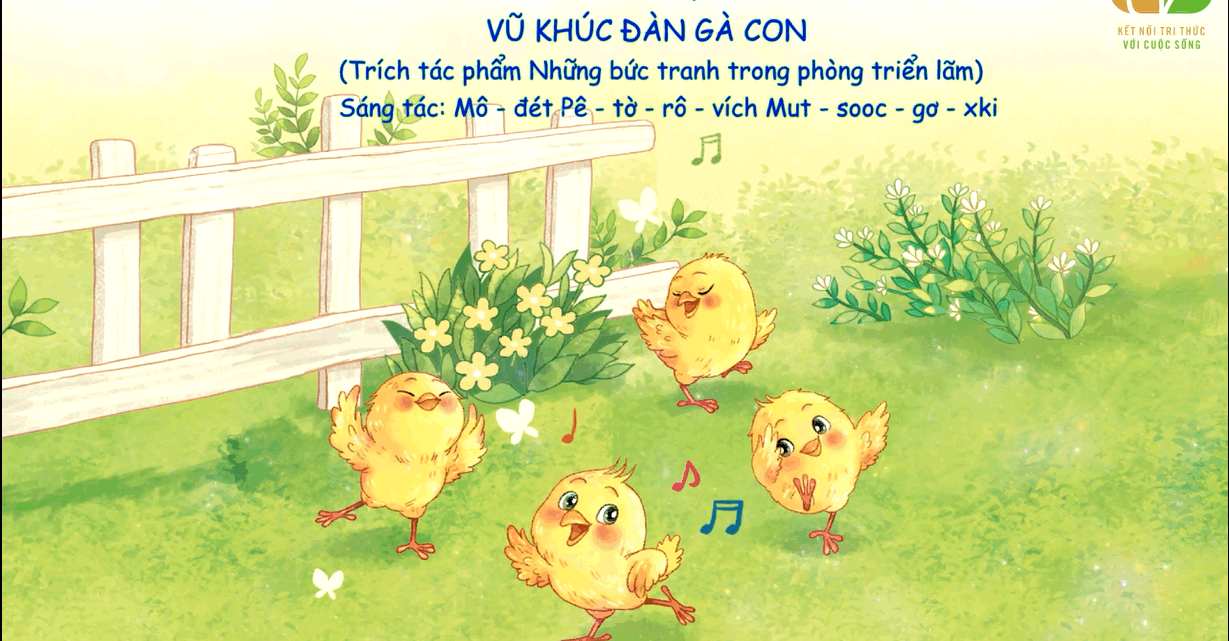 VŨ KHÚC ĐÀN GÀ CON
(Trích tác phẩm Những bức tranh trong phòng triển lãm)
Sáng tác: Mô - đét Pê - tờ - rô - vích Mut - sooc - gơ - xki
KẾT NỐI TRI THỨC
VỚI CUỘC SỐNG